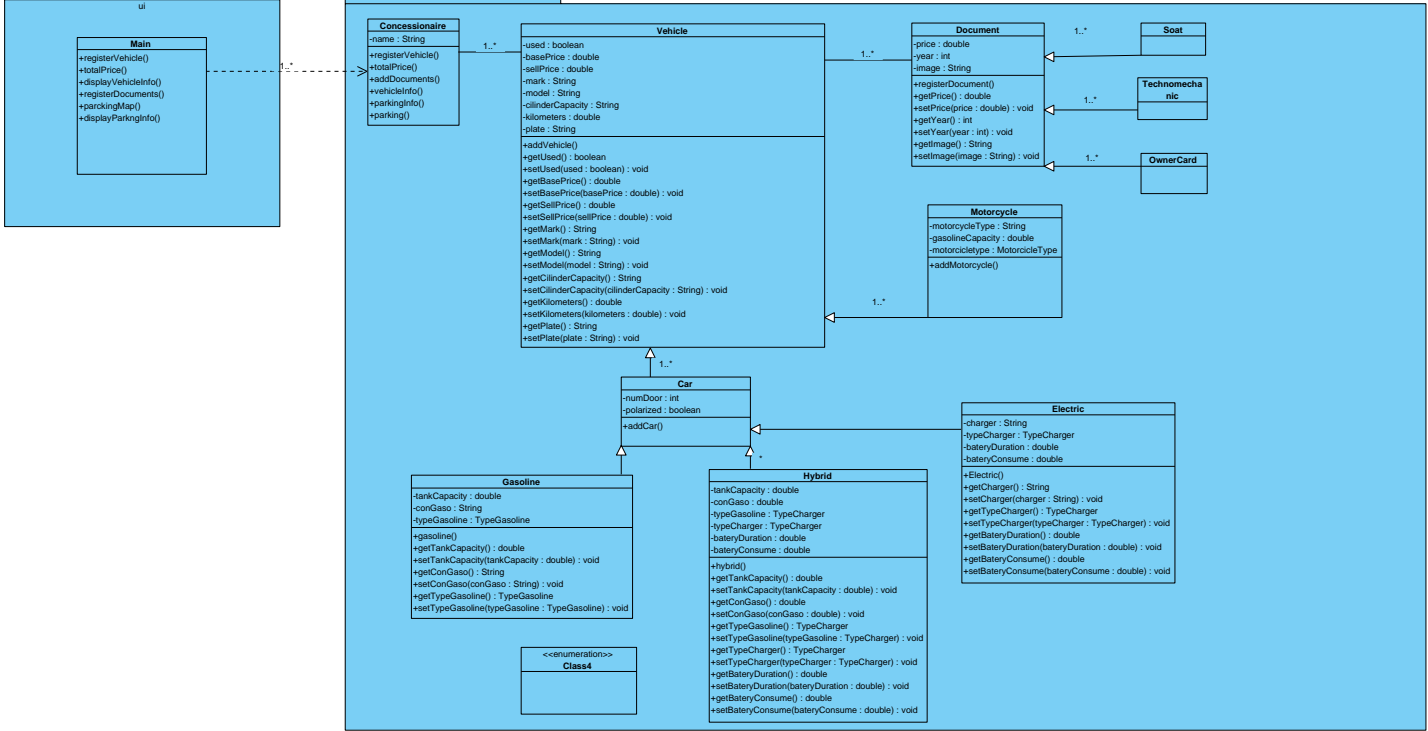 ui
Main
+registerVehicle()
+totalPrice()
+displayVehicleInfo()
+registerDocuments()
+parckingMap()
+displayParkngInfo()
1..*
Concessionaire
-name : String
+registerVehicle()
+totalPrice()
+addDocuments()
+vehicleInfo()
+parkingInfo()
+parking()
1..*
Vehicle
-used : boolean
-basePrice : double
-sellPrice : double
-mark : String
-model : String
-cilinderCapacity : String
-kilometers : double
-plate : String
+addVehicle()
+getUsed() : boolean
+setUsed(used : boolean) : void
+getBasePrice() : double
+setBasePrice(basePrice : double) : void
+getSellPrice() : double
+setSellPrice(sellPrice : double) : void
+getMark() : String
+setMark(mark : String) : void
+getModel() : String
+setModel(model : String) : void
+getCilinderCapacity() : String
+setCilinderCapacity(cilinderCapacity : String) : void
+getKilometers() : double
+setKilometers(kilometers : double) : void
+getPlate() : String
+setPlate(plate : String) : void
1..*
Document
-price : double
-year : int
-image : String
+registerDocument()
+getPrice() : double
+setPrice(price : double) : void
+getYear() : int
+setYear(year : int) : void
+getImage() : String
+setImage(image : String) : void
1..*
Soat
1..*
Technomecha
nic
1..*
OwnerCard
Motorcycle
-motorcycleType : String
-gasolineCapacity : double
-motorcicletype : MotorcicleType
+addMotorcycle()
1..*
1..*
Car
-numDoor : int
-polarized : boolean
+addCar()
Electric
-charger : String
-typeCharger : TypeCharger
-bateryDuration : double
-bateryConsume : double
+Electric()
+getCharger() : String
+setCharger(charger : String) : void
+getTypeCharger() : TypeCharger
+setTypeCharger(typeCharger : TypeCharger) : void
+getBateryDuration() : double
+setBateryDuration(bateryDuration : double) : void
+getBateryConsume() : double
+setBateryConsume(bateryConsume : double) : void
Gasoline
-tankCapacity : double
-conGaso : String
-typeGasoline : TypeGasoline
+gasoline()
+getTankCapacity() : double
+setTankCapacity(tankCapacity : double) : void
+getConGaso() : String
+setConGaso(conGaso : String) : void
+getTypeGasoline() : TypeGasoline
+setTypeGasoline(typeGasoline : TypeGasoline) : void
*
Hybrid
-tankCapacity : double
-conGaso : double
-typeGasoline : TypeCharger
-typeCharger : TypeCharger
-bateryDuration : double
-bateryConsume : double
+hybrid()
+getTankCapacity() : double
+setTankCapacity(tankCapacity : double) : void
+getConGaso() : double
+setConGaso(conGaso : double) : void
+getTypeGasoline() : TypeCharger
+setTypeGasoline(typeGasoline : TypeCharger) : void
+getTypeCharger() : TypeCharger
+setTypeCharger(typeCharger : TypeCharger) : void
+getBateryDuration() : double
+setBateryDuration(bateryDuration : double) : void
+getBateryConsume() : double
+setBateryConsume(bateryConsume : double) : void
<<enumeration>>
Class4